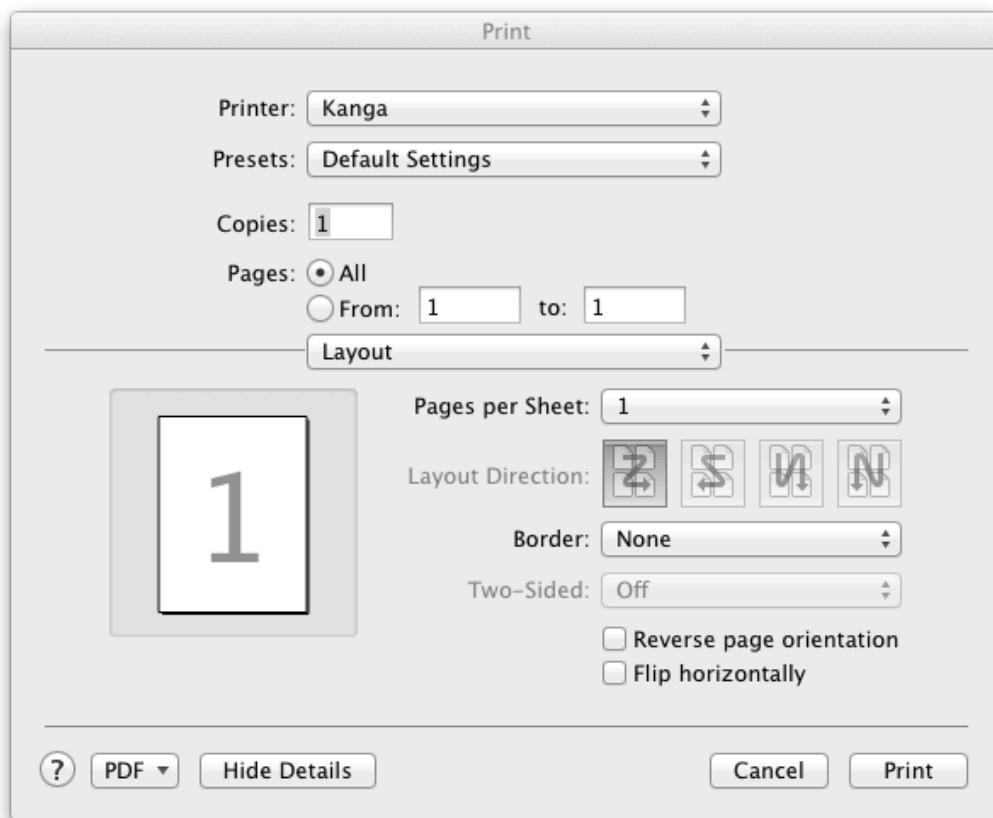 Print
Printer: Kanga
Presets: Default Settings
Copies: 1
Pages: All
From: 1 to: 1
Layout
1
Pages per Sheet: 1
Layout Direction:
Border: None
Two-Sided: Off
Reverse page orientation
Flip horizontally
? PDF Hide Details Cancel Print